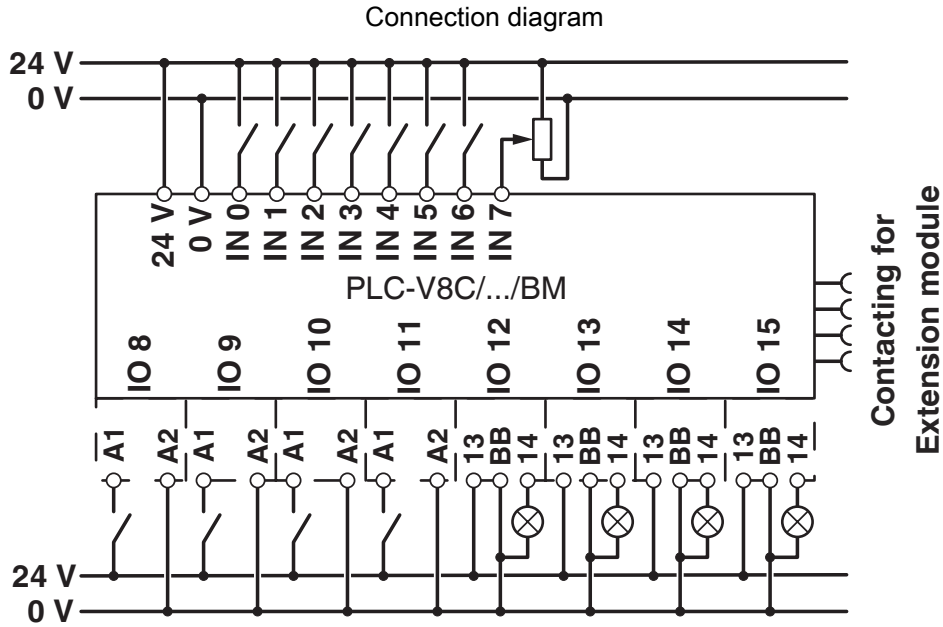 Connection diagram
24 V
0 V
24 V
0 V
IN 0
IN 1
IN 2
IN 3
IN 4
IN 5
IN 6
IN 7
PLC-V8C/.../BM
Contacting for
Extension module
IO 8
IO 9
IO 10
IO 11
IO 12
IO 13
IO 14
IO 15
A1
A2
A1
A2
A1
A2
A1
A2
13
BB
14
13
BB
14
13
BB
14
13
BB
14
24 V
0 V